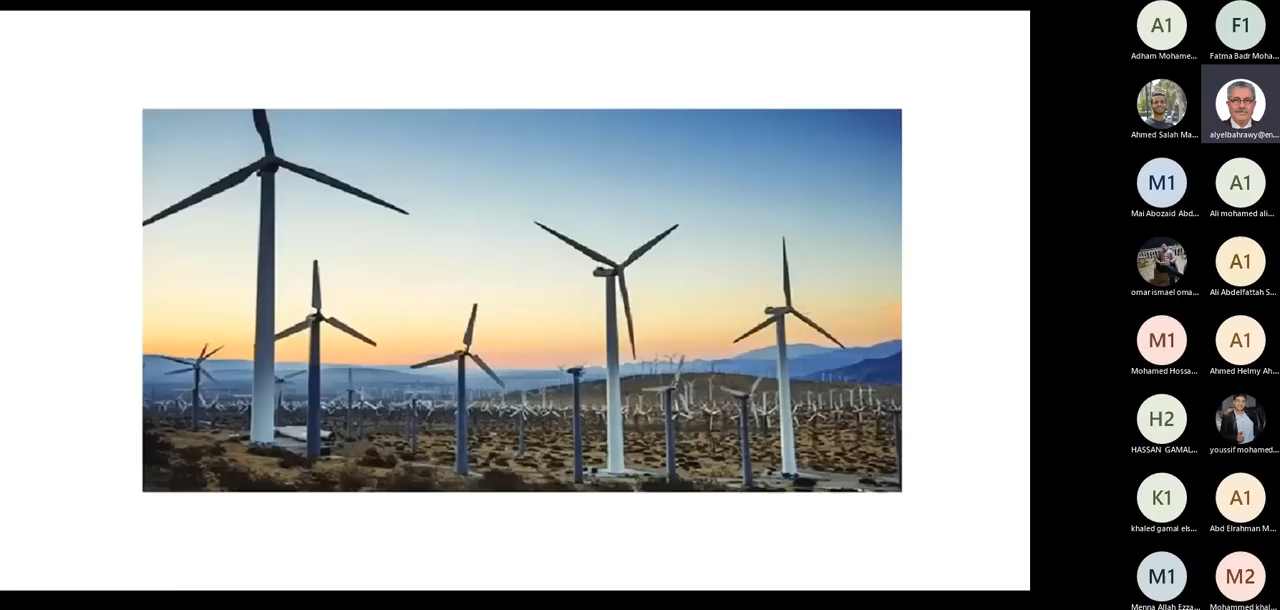 A1
F1
Adham Mohame...
Fatma Badr Moha...
Ahmed Salah Ma...
alyelbahrawy@en...
M1
A1
Mai Abozaid Abd...
Ali mohamed ali...
A1
omar ismael oma...
Ali Abdelfattah S...
M1
A1
Mohamed Hossa...
Ahmed Helmy Ah...
H2
HASSAN GAMAL...
youssif mohamed...
K1
A1
khaled gamal els...
Abd Elrahman M...
M1
M2
Menna Allah Ezza...
Mohammed khal...